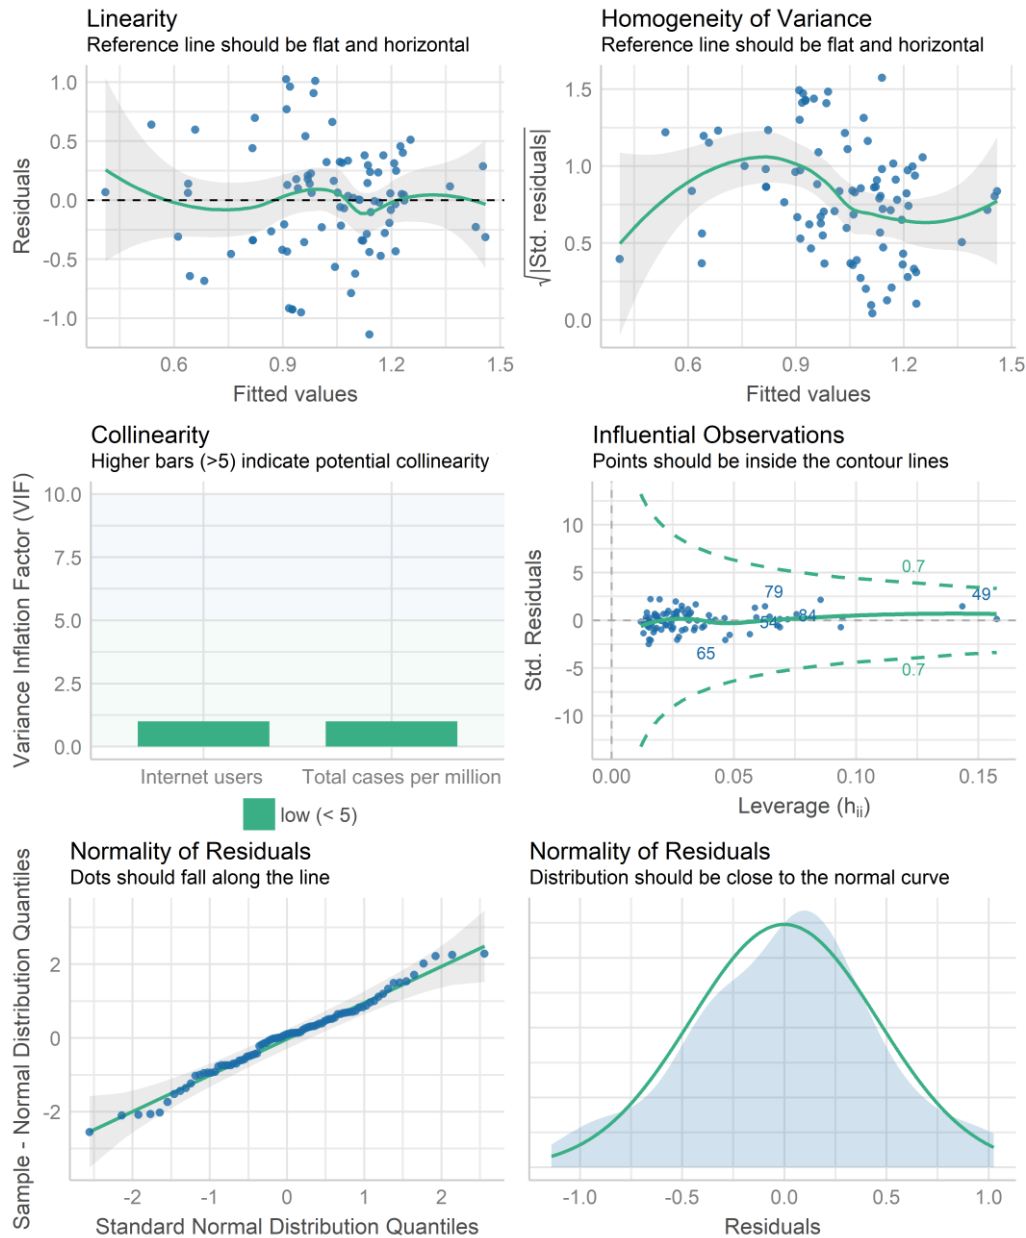 Linearity
Reference line should be flat and horizontal
Residuals
1.0
0.5
0.0
-0.5
-1.0
0.6 0.9 1.2 1.5
Fitted values
Homogeneity of Variance
Reference line should be flat and horizontal
√|Std. residuals|
1.5
1.0
0.5
0.0
0.6 0.9 1.2 1.5
Fitted values
Collinearity
Higher bars (>5) indicate potential collinearity
Variance Inflation Factor (VIF)
10.0
7.5
5.0
2.5
0.0
Internet users Total cases per million
low (< 5)
Influential Observations
Points should be inside the contour lines
Std. Residuals
10
5
0
-5
-10
0.7
79
49
84
54
65
0.7
0.00 0.05 0.10 0.15
Leverage (hii)
Normality of Residuals
Dots should fall along the line
Sample - Normal Distribution Quantiles
2
0
-2
-2 -1 0 1 2
Standard Normal Distribution Quantiles
Normality of Residuals
Distribution should be close to the normal curve
-1.0 -0.5 0.0 0.5 1.0
Residuals